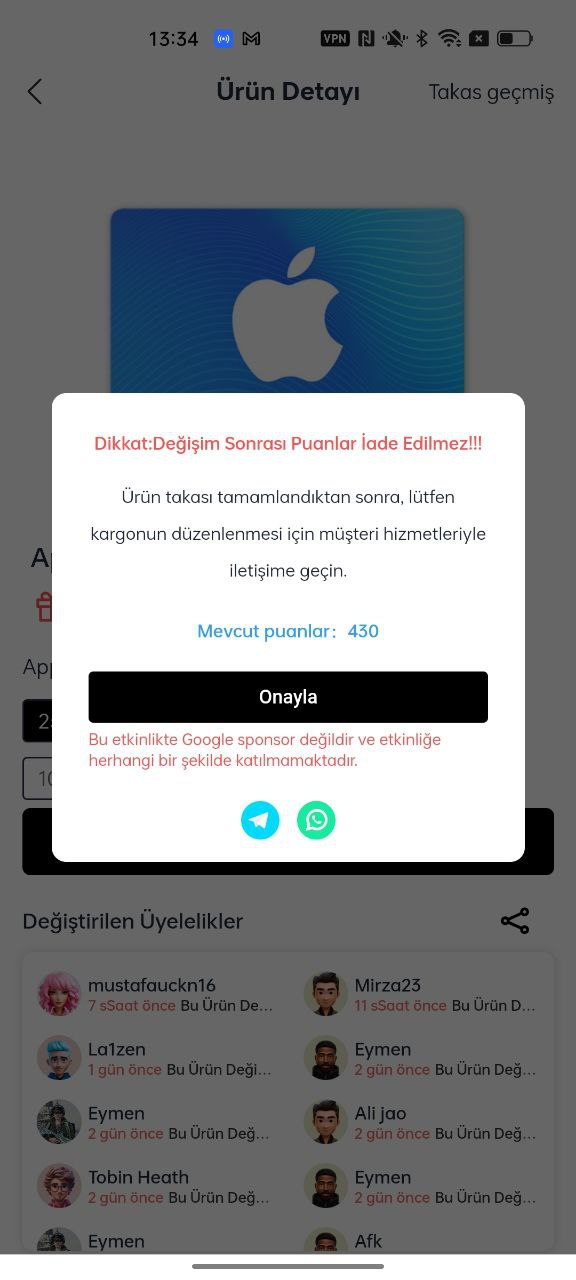 13:34 VPN
Ürün Detayı
Takas geçmiş
Dikkat:Değişim Sonrası Puanlar İade Edilmez!!!
Ürün takası tamamlandıktan sonra, lütfen
kargonun düzenlenmesi için müşteri hizmetleriyle
iletişime geçin.
Mevcut puanlar: 430
Onayla
Bu etkinlikte Google sponsor değildir ve etkinliğe
herhangi bir şekilde katılmamaktadır.
Değiştirilen Üyelelikler
mustafauckn16
7 sSaat önce Bu Ürün De...
Mirza23
11 sSaat önce Bu Ürün D...
La1zen
1 gün önce Bu Ürün Deği...
Eymen
2 gün önce Bu Ürün Değ...
Eymen
2 gün önce Bu Ürün Değ...
Ali jao
2 gün önce Bu Ürün Değ...
Tobin Heath
2 gün önce Bu Ürün Değ...
Eymen
2 gün önce Bu Ürün Değ...
Eymen
Afk